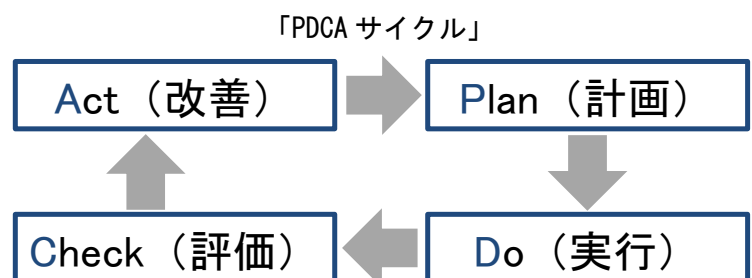 「PDCA サイクル」
Act（改善）
Plan（計画）
Check（評価）
Do（実行）